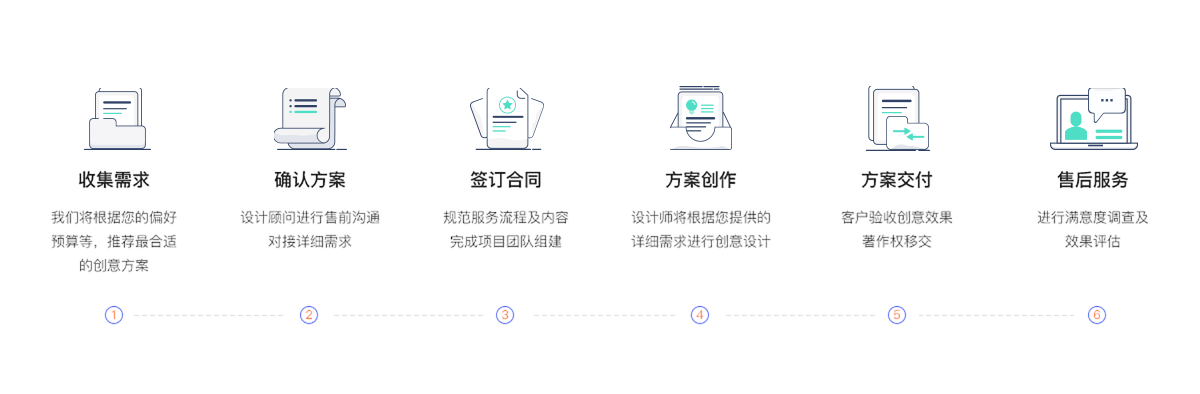 收集需求
我们将根据您的偏好
预算等，推荐最合适
的创意方案
确认方案
设计顾问进行售前沟通
对接详细需求
签订合同
规范服务流程及内容
完成项目团队组建
方案创作
设计师将根据您提供的
详细需求进行创意设计
方案交付
客户验收创意效果
著作权移交
售后服务
进行满意度调查及
效果评估
1
2
3
4
5
6